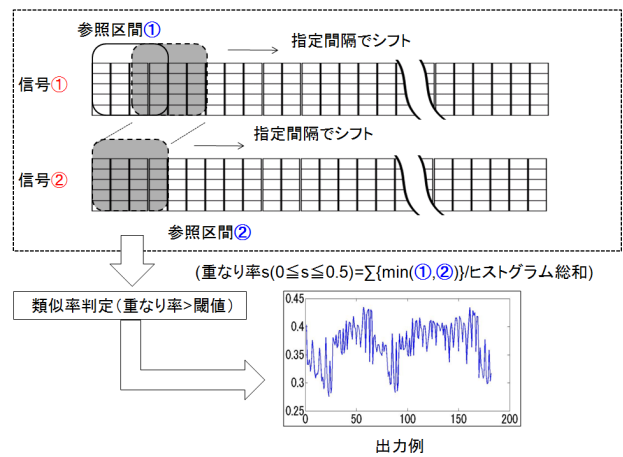 参照区間①
指定間隔でシフト
信号①
指定間隔でシフト
信号②
参照区間②
(重なり率s(0≦s≦0.5)=∑{min(①,②)}/ヒストグラム総和)
類似率判定(重なり率>閾値)
0.45
0.4
0.35
0.3
0.25
0 50 100 150 200
出力例